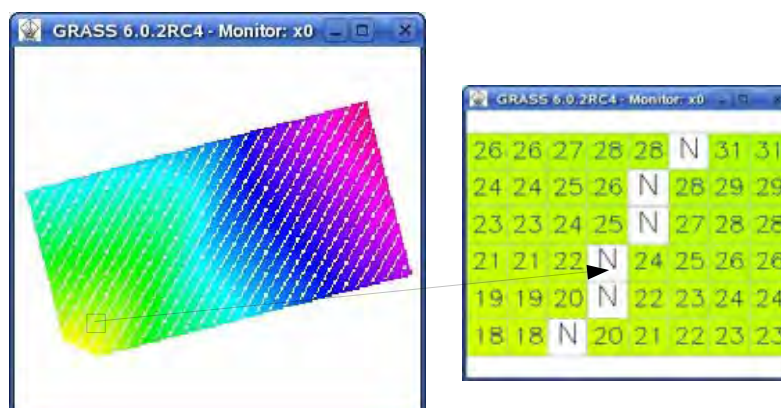 GRASS 6.0.2RC4 - Monitor: x0
GRASS 6.0.2RC4 - Monitor: x0
26 26 27 28 28 N 31 31
24 24 25 26 N 28 29 29
23 23 24 25 N 27 28 28
21 21 22 N 24 25 26 26
19 19 20 N 22 23 24 24
18 18 N 20 21 22 23 23